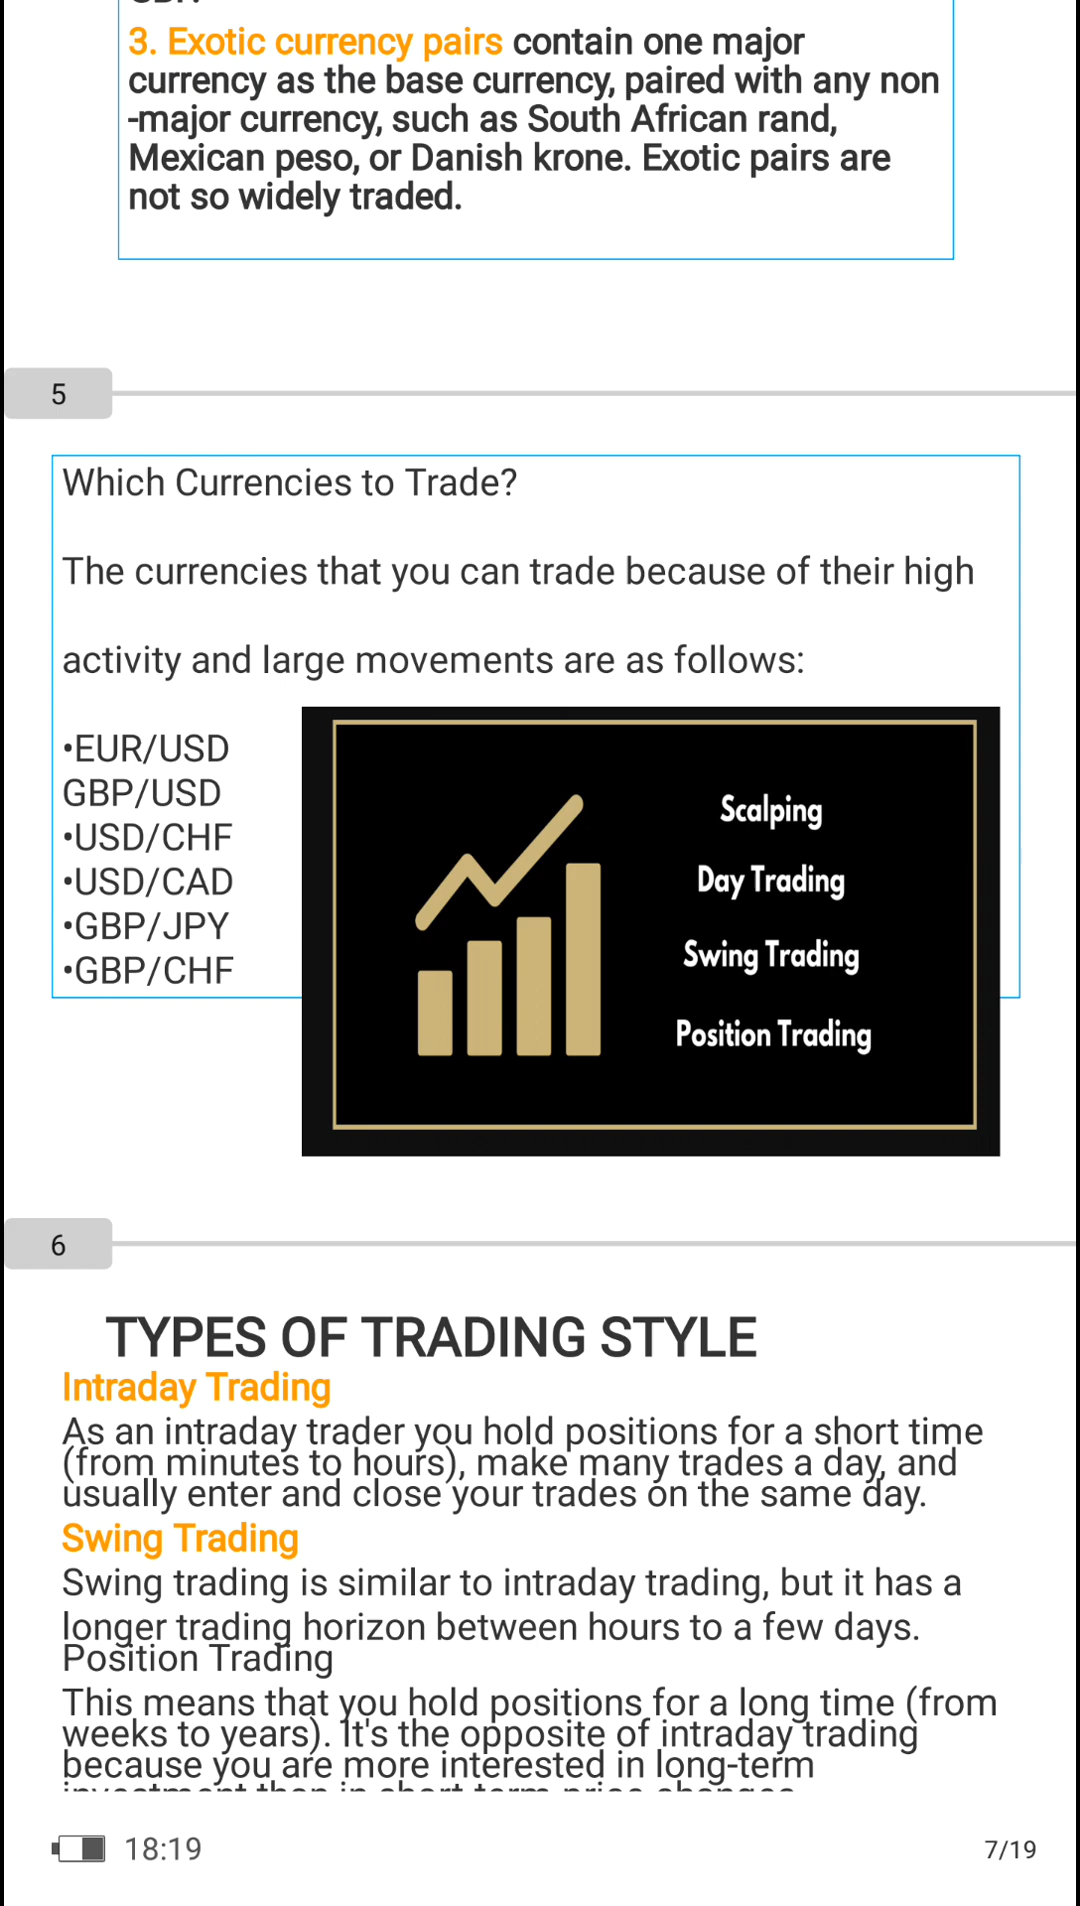 3. Exotic currency pairs contain one major
currency as the base currency, paired with any non
-major currency, such as South African rand,
Mexican peso, or Danish krone. Exotic pairs are
not so widely traded.
5
Which Currencies to Trade?
The currencies that you can trade because of their high
activity and large movements are as follows:
•EUR/USD
GBP/USD
•USD/CHF
•USD/CAD
•GBP/JPY
•GBP/CHF
Scalping
Day Trading
Swing Trading
Position Trading
6
TYPES OF TRADING STYLE
Intraday Trading
As an intraday trader you hold positions for a short time
(from minutes to hours), make many trades a day, and
usually enter and close your trades on the same day.
Swing Trading
Swing trading is similar to intraday trading, but it has a
longer trading horizon between hours to a few days.
Position Trading
This means that you hold positions for a long time (from
weeks to years). It's the opposite of intraday trading
because you are more interested in long-term
investment than in short term price changes
18:19
7/19